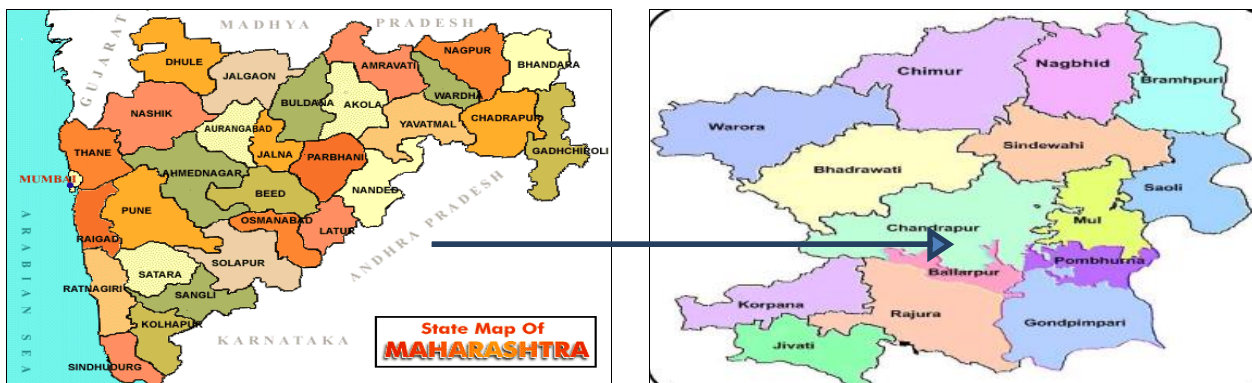 MADHYA PRADESH
GUJARAT
NAGPUR
DHULE
AMRAVATI
BHANDARA
JALGAON
WARDHA
BULDANA
AKOLA
NASHIK
CHADRAPUR
YAVATMAL
AURANGABAD
THANE
JALNA
PARBHANI
GADHCHIROLI
AHMEDNAGAR
MUMBAI
BEED
NANDED
PUNE
OSMANABAD
LATUR
RAIGAD
ANDHRA PRADESH
ARABIAN SEA
SOLAPUR
SATARA
RATNAGIRI
SANGLI
KOLHAPUR
KARNATAKA
SINDHUDURG
State Map Of
MAHARASHTRA
Chimur
Nagbhid
Bramhpuri
Warora
Sindewahi
Bhadrawati
Saoli
Mul
Chandrapur
Pombhurna
Ballarpur
Korpana
Rajura
Gondpimpari
Jivati